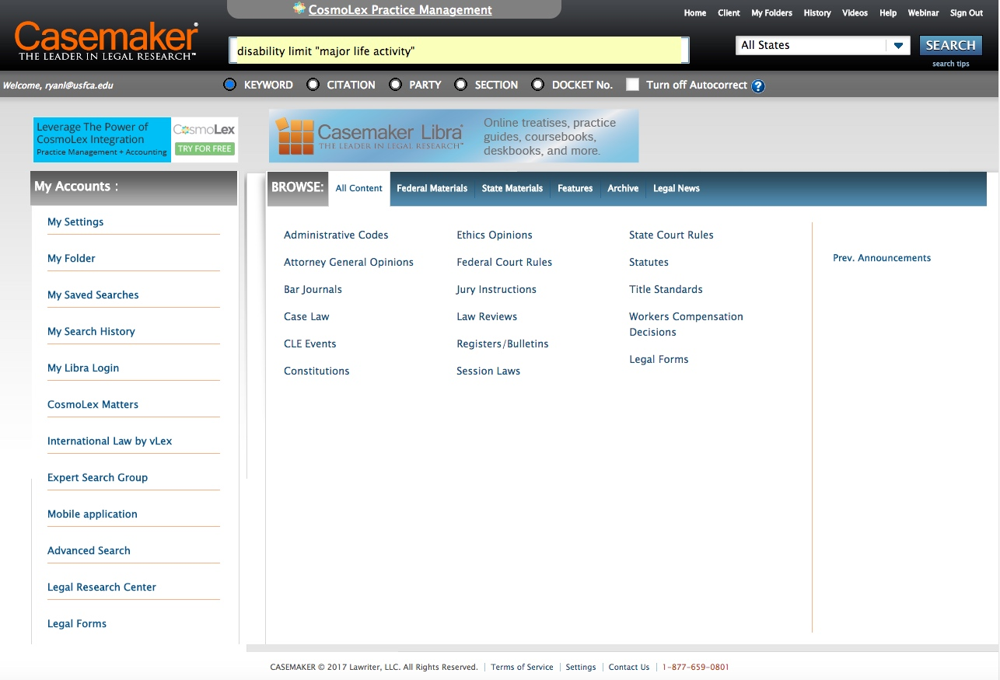 CosmoLex Practice Management
Home Client My Folders History Videos Help Webinar Sign Out
Casemaker®
THE LEADER IN LEGAL RESEARCH™
disability limit "major life activity"
All States
SEARCH
search tips
Welcome, ryanl@usfca.edu
KEYWORD CITATION PARTY SECTION DOCKET No. Turn off Autocorrect ?
Leverage The Power of
CosmoLex Integration
Practice Management + Accounting
CosmoLex
TRY FOR FREE
Casemaker Libra™
THE LEADER IN LEGAL RESEARCH™
Online treatises, practice
guides, coursebooks,
deskbooks, and more.
My Accounts :
My Settings
My Folder
My Saved Searches
My Search History
My Libra Login
CosmoLex Matters
International Law by vLex
Expert Search Group
Mobile application
Advanced Search
Legal Research Center
Legal Forms
BROWSE: All Content Federal Materials State Materials Features Archive Legal News
Administrative Codes
Attorney General Opinions
Bar Journals
Case Law
CLE Events
Constitutions
Ethics Opinions
Federal Court Rules
Jury Instructions
Law Reviews
Registers/Bulletins
Session Laws
State Court Rules
Statutes
Title Standards
Workers Compensation
Decisions
Legal Forms
Prev. Announcements
CASEMAKER © 2017 Lawriter, LLC. All Rights Reserved. | Terms of Service | Settings | Contact Us | 1-877-659-0801